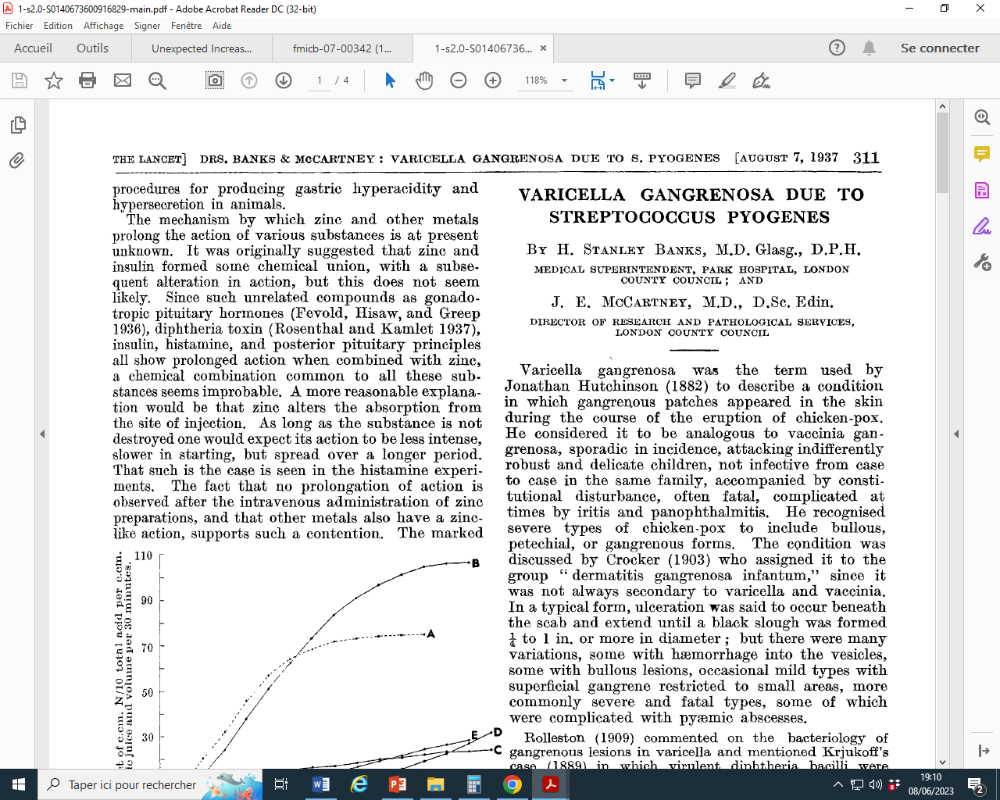 1-s2.0-S0140673600916829-main.pdf - Adobe Acrobat Reader DC (32-bit)
Fichier Edition Affichage Signer Fenêtre Aide
Accueil Outils Unexpected Increas... fmicb-07-00342 (1... 1-s2.0-S01406736... × Se connecter
1 / 4 118%
THE LANCET] DRS. BANKS & McCARTNEY : VARICELLA GANGRENOSA DUE TO S. PYOGENES [AUGUST 7, 1937 311
procedures for producing gastric hyperacidity and
hypersecretion in animals.
The mechanism by which zinc and other metals
prolong the action of various substances is at present
unknown. It was originally suggested that zinc and
insulin formed some chemical union, with a subse-
quent alteration in action, but this does not seem
likely. Since such unrelated compounds as gonado-
tropic pituitary hormones (Fevold, Hisaw, and Greep
1936), diphtheria toxin (Rosenthal and Kamlet 1937),
insulin, histamine, and posterior pituitary principles
all show prolonged action when combined with zinc,
a chemical combination common to all these sub-
stances seems improbable. A more reasonable explana-
tion would be that zinc alters the absorption from
the site of injection. As long as the substance is not
destroyed one would expect its action to be less intense,
slower in starting, but spread over a longer period.
That such is the case is seen in the histamine experi-
ments. The fact that no prolongation of action is
observed after the intravenous administration of zinc
preparations, and that other metals also have a zinc-
like action, supports such a contention. The marked
110
90
70
50
30
B
A
E
D
C
of c.cm. N/10 total acid per c.cm.
juice and volume per 30 minutes.
VARICELLA GANGRENOSA DUE TO
STREPTOCOCCUS PYOGENES
By H. Stanley Banks, M.D. Glasg., D.P.H.
MEDICAL SUPERINTENDENT, PARK HOSPITAL, LONDON
COUNTY COUNCIL ; AND
J. E. McCartney, M.D., D.Sc. Edin.
DIRECTOR OF RESEARCH AND PATHOLOGICAL SERVICES,
LONDON COUNTY COUNCIL
Varicella gangrenosa was the term used by
Jonathan Hutchinson (1882) to describe a condition
in which gangrenous patches appeared in the skin
during the course of the eruption of chicken-pox.
He considered it to be analogous to vaccinia gan-
grenosa, sporadic in incidence, attacking indifferently
robust and delicate children, not infective from case
to case in the same family, accompanied by consti-
tutional disturbance, often fatal, complicated at
times by iritis and panophthalmitis. He recognised
severe types of chicken-pox to include bullous,
petechial, or gangrenous forms. The condition was
discussed by Crocker (1903) who assigned it to the
group “ dermatitis gangrenosa infantum,” since it
was not always secondary to varicella and vaccinia.
In a typical form, ulceration was said to occur beneath
the scab and extend until a black slough was formed
¼ to 1 in. or more in diameter ; but there were many
variations, some with hæmorrhage into the vesicles,
some with bullous lesions, occasional mild types with
superficial gangrene restricted to small areas, more
commonly severe and fatal types, some of which
were complicated with pyæmic abscesses.
Rolleston (1909) commented on the bacteriology of
gangrenous lesions in varicella and mentioned Krjukoff's
case (1889) in which virulent diphtheria bacilli were
Taper ici pour rechercher
19:10
08/06/2023
2